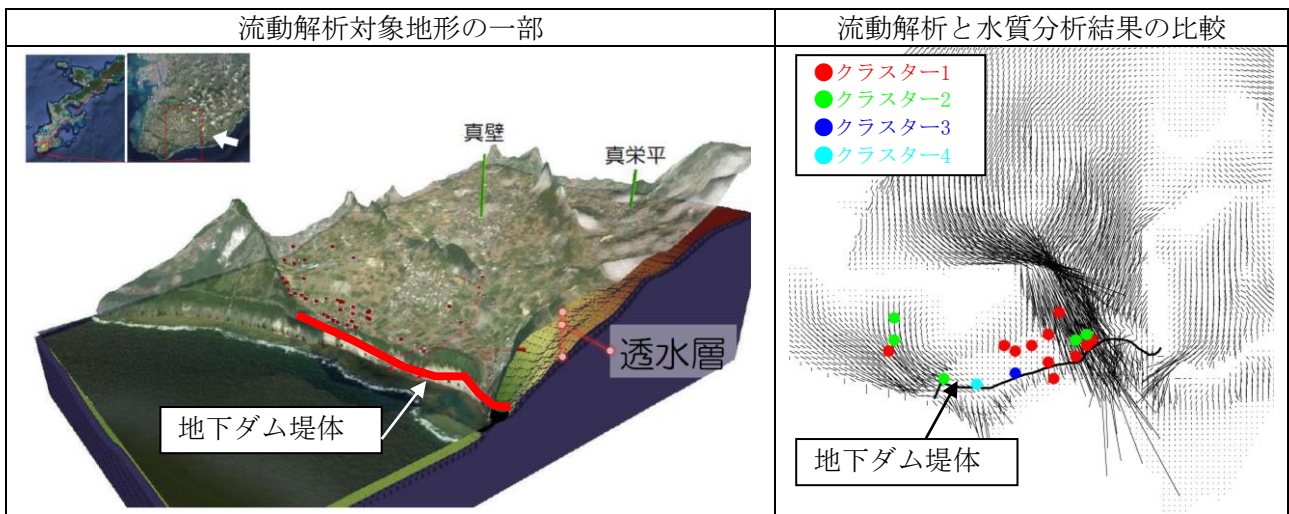 流動解析対象地形の一部
真壁
真栄平
透水層
地下ダム堤体
流動解析と水質分析結果の比較
クラスター1
クラスター2
クラスター3
クラスター4
地下ダム堤体